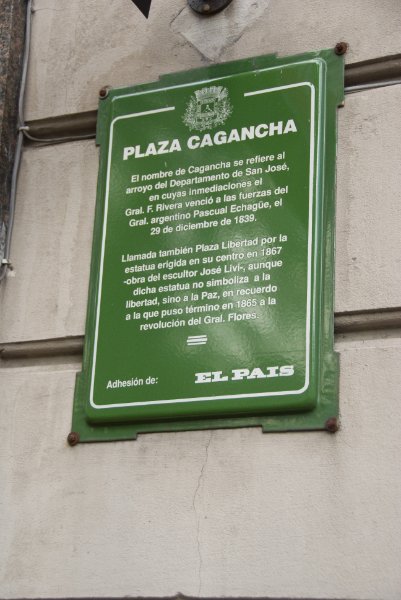 PLAZA CAGANCHA
El nombre de Cagancha se refiere al
arroyo del Departamento de San José,
en cuyas inmediaciones el
Gral. F. Rivera venció a las fuerzas del
Gral. argentino Pascual Echagüe, el
29 de diciembre de 1839.
Llamada también Plaza Libertad por la
estatua erigida en su centro en 1867
-obra del escultor José Livi-, aunque
dicha estatua no simboliza a la
libertad, sino a la Paz, en recuerdo
a la que puso término en 1865 a la
revolución del Gral. Flores.
Adhesión de: EL PAIS